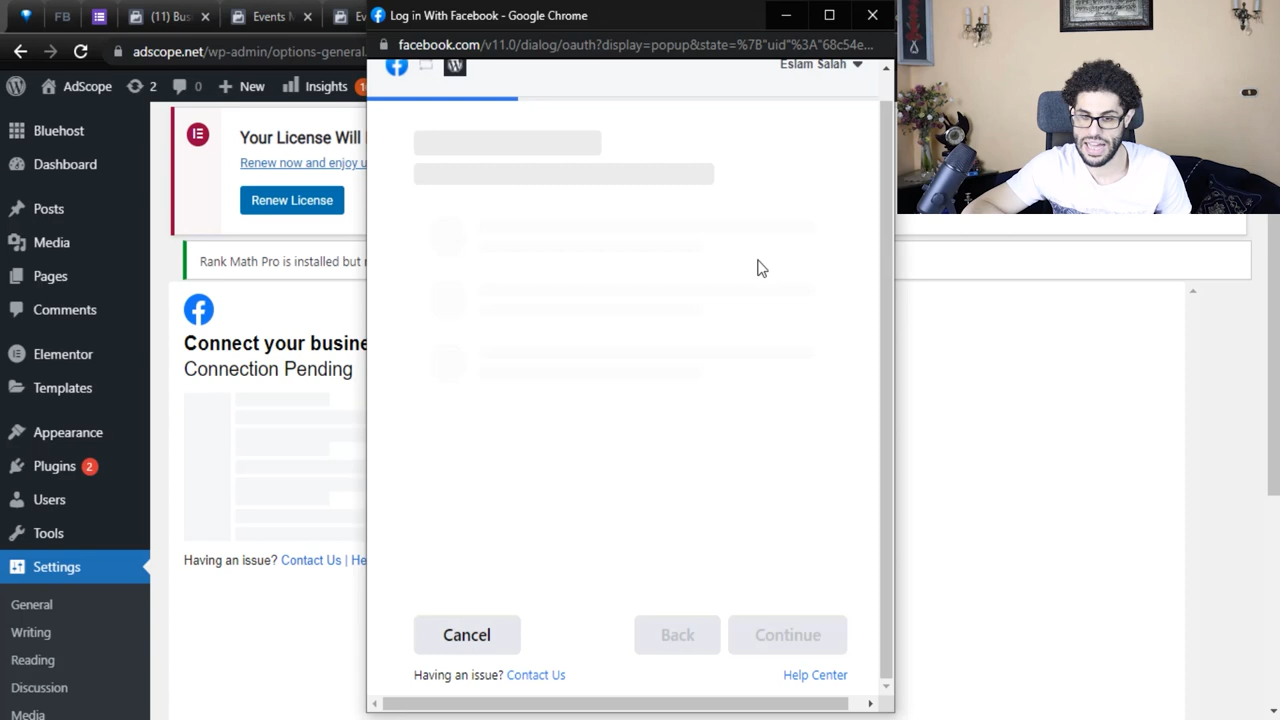 FB
(11) Bus
Events M
Ev
Log in With Facebook - Google Chrome
adscope.net/wp-admin/options-general.
facebook.com/v11.0/dialog/oauth?display=popup&state=%7B"uid"%3A"68c54e...
AdScope
2
0
New
Insights
Eslam Salah
Bluehost
Dashboard
Posts
Media
Pages
Comments
Elementor
Templates
Appearance
Plugins 2
Users
Tools
Settings
General
Writing
Reading
Discussion
Media
Your License Will
Renew now and enjoy u
Renew License
Rank Math Pro is installed but
Connect your busine
Connection Pending
Having an issue? Contact Us | He
Cancel
Back
Continue
Having an issue? Contact Us
Help Center